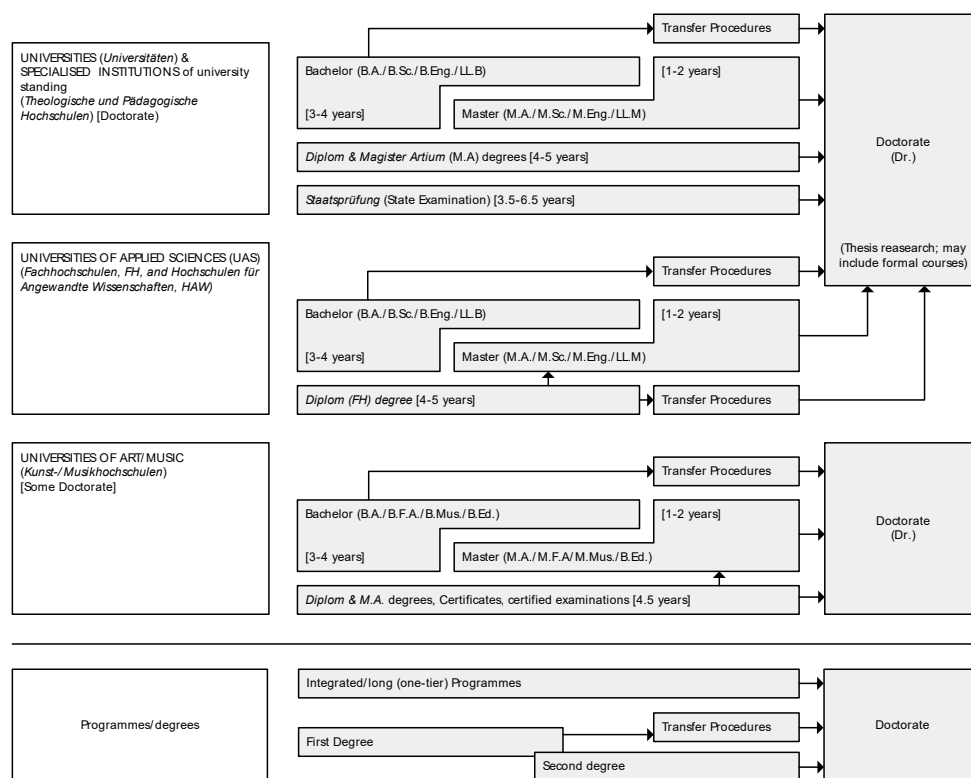 Transfer Procedures
UNIVERSITIES (Universitäten) &
SPECIALISED INSTITUTIONS of university
standing
(Theologische und Pädagogische
Hochschulen) [Doctorate]
Bachelor (B.A./B.Sc./B.Eng./LL.B)
[1-2 years]
[3-4 years]
Master (M.A./M.Sc./M.Eng./LL.M)
Diplom & Magister Artium (M.A) degrees [4-5 years]
Staatsprüfung (State Examination) [3.5-6.5 years]
Doctorate
(Dr.)
(Thesis reasearch; may
include formal courses)
UNIVERSITIES OF APPLIED SCIENCES (UAS)
(Fachhochschulen, FH, and Hochschulen für
Angewandte Wissenschaften, HAW)
Transfer Procedures
Bachelor (B.A./B.Sc./B.Eng./LL.B)
[1-2 years]
[3-4 years]
Master (M.A./M.Sc./M.Eng./LL.M)
Diplom (FH) degree [4-5 years]
Transfer Procedures
UNIVERSITIES OF ART/MUSIC
(Kunst-/Musikhochschulen)
[Some Doctorate]
Transfer Procedures
Bachelor (B.A./B.F.A./B.Mus./B.Ed.)
[1-2 years]
[3-4 years]
Master (M.A./M.F.A/M.Mus./B.Ed.)
Diplom & M.A. degrees, Certificates, certified examinations [4.5 years]
Doctorate
(Dr.)
Programmes/degrees
Integrated/long (one-tier) Programmes
Transfer Procedures
First Degree
Second degree
Doctorate